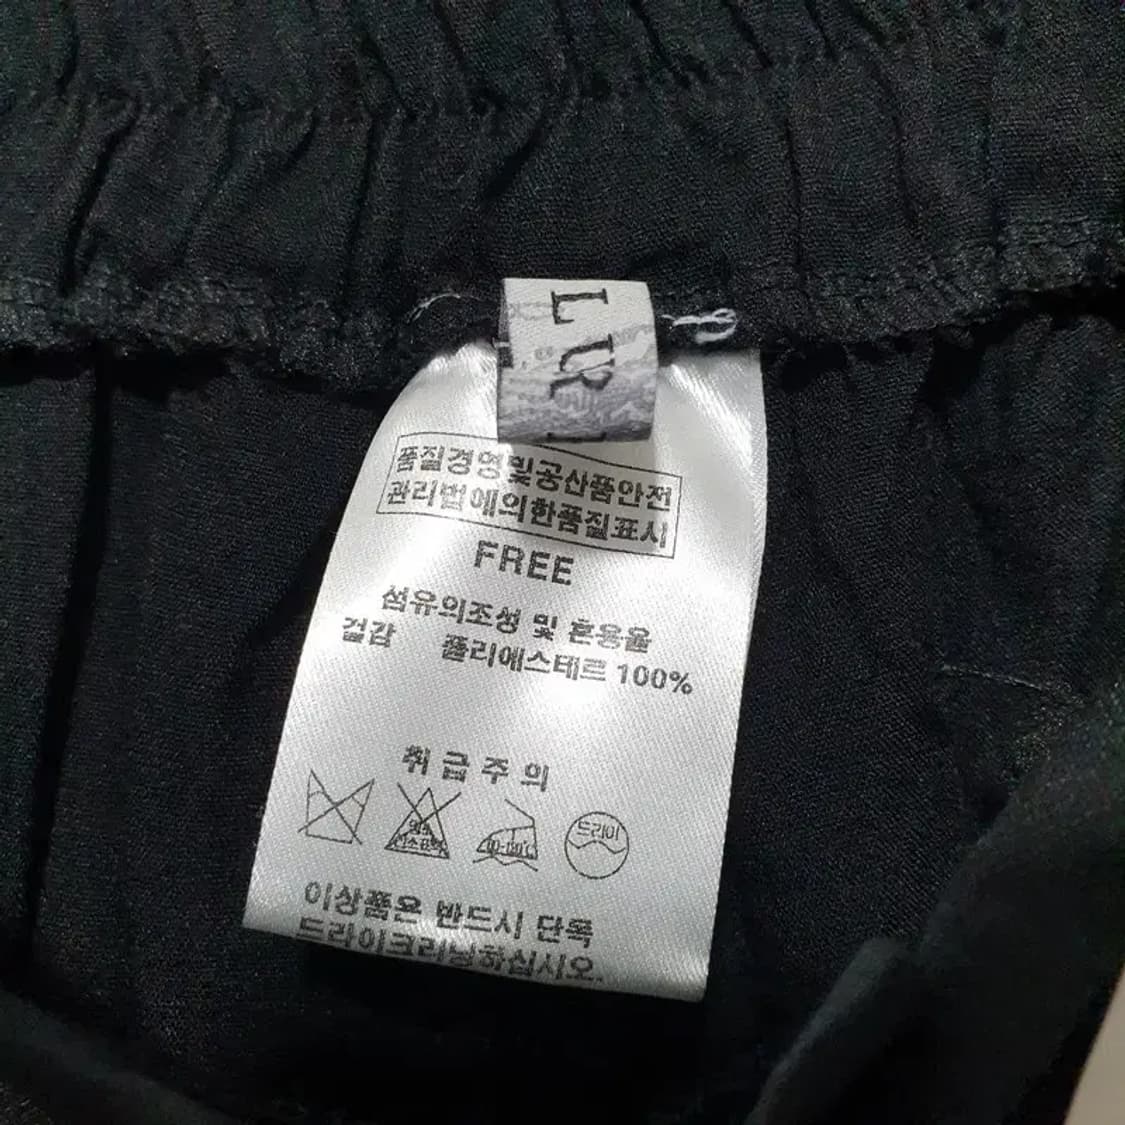 L UR
품질경영및공산품안전
관리법에의한품질표시
FREE
섬유의조성 및 혼용율
겉감 폴리에스테르 100%
취급주의
드라이
이상품은 반드시 단독
드라이크리닝하십시오.